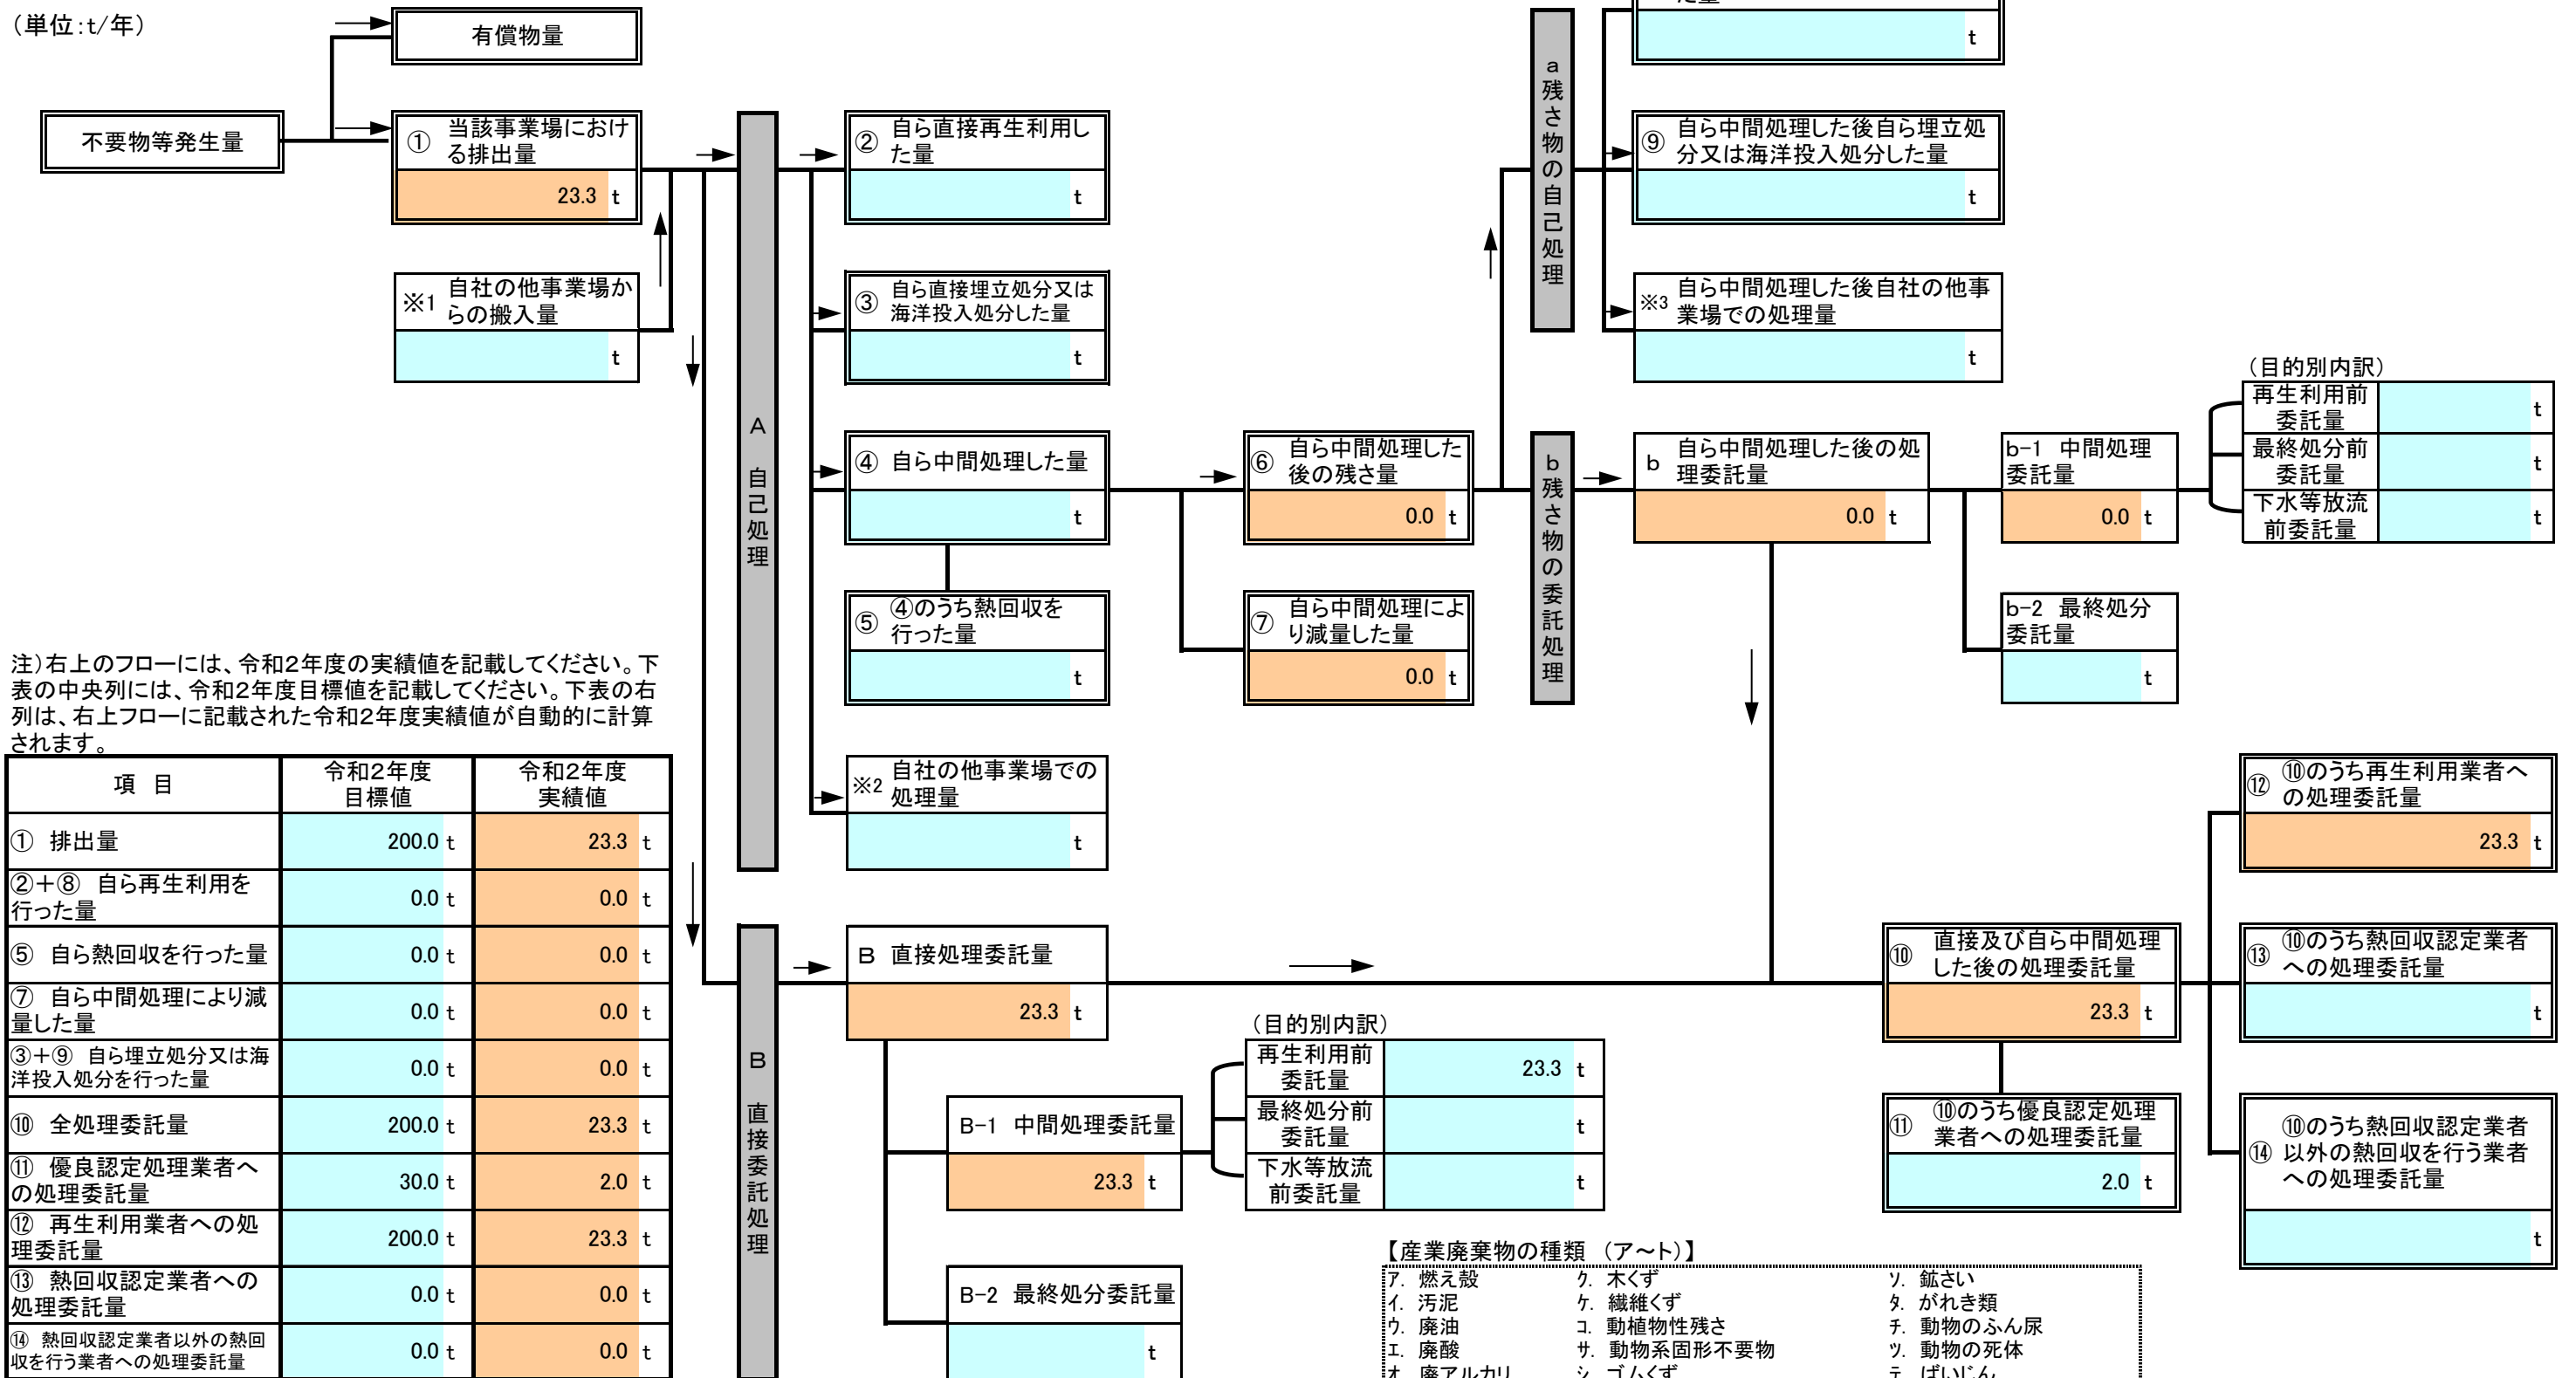 （単位：t/年）
有償物量
不要物等発生量
①
当該事業場におけ
る排出量
23.3 t
※1
自社の他事業場か
らの搬入量
t
A 自己処理
②
自ら直接再生利用し
た量
t
③
自ら直接埋立処分又は
海洋投入処分した量
t
④ 自ら中間処理した量
t
⑤
④のうち熱回収を
行った量
t
※2
自社の他事業場での
処理量
t
⑥
自ら中間処理した
後の残さ量
0.0 t
⑦
自ら中間処理によ
り減量した量
0.0 t
a 残さ物の自己処理
t
⑨
自ら中間処理した後自ら埋立処
分又は海洋投入処分した量
t
※3
自ら中間処理した後自社の他事
業場での処理量
t
b 残さ物の委託処理
b
自ら中間処理した後の処
理委託量
0.0 t
b-1 中間処理
委託量
0.0 t
（目的別内訳）
再生利用前
委託量
t
最終処分前
委託量
t
下水等放流
前委託量
t
b-2 最終処分
委託量
t
注）右上のフローには、令和2年度の実績値を記載してください。下
表の中央列には、令和2年度目標値を記載してください。下表の右
列は、右上フローに記載された令和2年度実績値が自動的に計算
されます。
項 目
令和2年度
目標値
令和2年度
実績値
① 排出量
200.0 t
23.3 t
②＋⑧ 自ら再生利用を
行った量
0.0 t
0.0 t
⑤ 自ら熱回収を行った量
0.0 t
0.0 t
⑦ 自ら中間処理により減
量した量
0.0 t
0.0 t
③＋⑨ 自ら埋立処分又は海
洋投入処分を行った量
0.0 t
0.0 t
⑩ 全処理委託量
200.0 t
23.3 t
⑪ 優良認定処理業者へ
の処理委託量
30.0 t
2.0 t
⑫ 再生利用業者への処
理委託量
200.0 t
23.3 t
⑬ 熱回収認定業者への
処理委託量
0.0 t
0.0 t
⑭ 熱回収認定業者以外の熱回
収を行う業者への処理委託量
0.0 t
0.0 t
B 直接委託処理
B 直接処理委託量
23.3 t
B-1 中間処理委託量
23.3 t
（目的別内訳）
再生利用前
委託量
23.3 t
最終処分前
委託量
t
下水等放流
前委託量
t
B-2 最終処分委託量
t
⑩
直接及び自ら中間処理
した後の処理委託量
23.3 t
⑪
⑩のうち優良認定処理
業者への処理委託量
2.0 t
⑫
⑩のうち再生利用業者へ
の処理委託量
23.3 t
⑬
⑩のうち熱回収認定業者
への処理委託量
t
⑭
⑩のうち熱回収認定業者
以外の熱回収を行う業者
への処理委託量
t
【産業廃棄物の種類 （ア～ト）】
ア. 燃え殻 ク. 木くず ソ. 鉱さい
イ. 汚泥 ケ. 繊維くず タ. がれき類
ウ. 廃油 コ. 動植物性残さ チ. 動物のふん尿
エ. 廃酸 サ. 動物系固形不要物 ツ. 動物の死体
オ. 廃アルカリ シ. ゴムくず テ. ばいじん